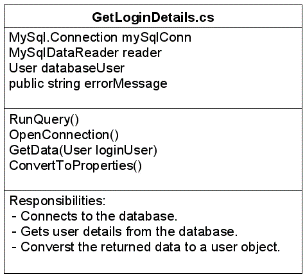 GetLoginDetails.cs
MySql.Connection mySqlConn
MySqlDataReader reader
User databaseUser
public string errorMessage
RunQuery()
OpenConnection()
GetData(User loginUser)
ConvertToProperties()
Responsibilities:
- Connects to the database.
- Gets user details from the database.
- Converst the returned data to a user object.